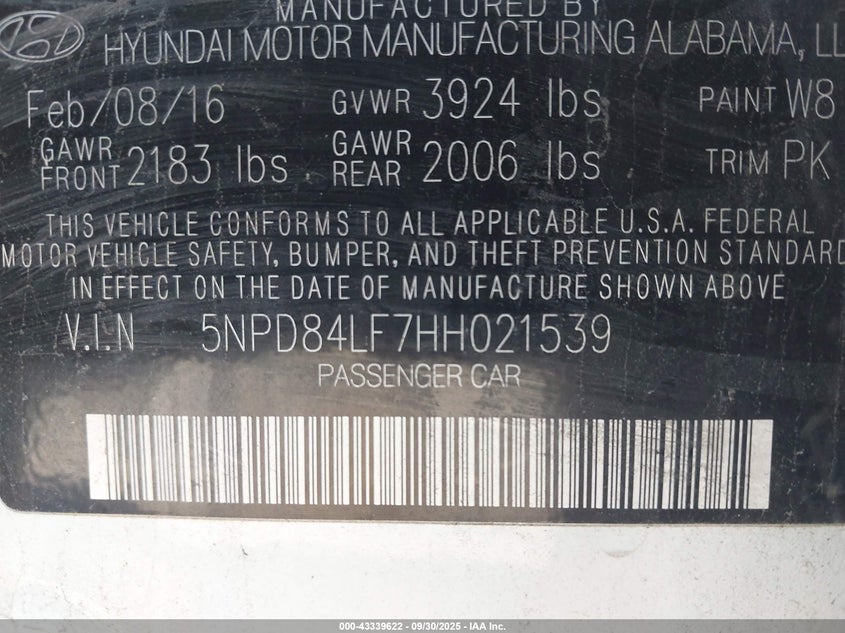 MANUFACTURED BY
HYUNDAI MOTOR MANUFACTURING ALABAMA, LL
Feb/08/16 GVWR 3924 lbs PAINT W8
GAWR FRONT 2183 lbs GAWR REAR 2006 lbs TRIM PK
THIS VEHICLE CONFORMS TO ALL APPLICABLE U.S.A. FEDERAL
MOTOR VEHICLE SAFETY, BUMPER, AND THEFT PREVENTION STANDARD
IN EFFECT ON THE DATE OF MANUFACTURE SHOWN ABOVE
V.I.N 5NPD84LF7HH021539
PASSENGER CAR
000-43339622 - 09/30/2025 - IAA Inc.